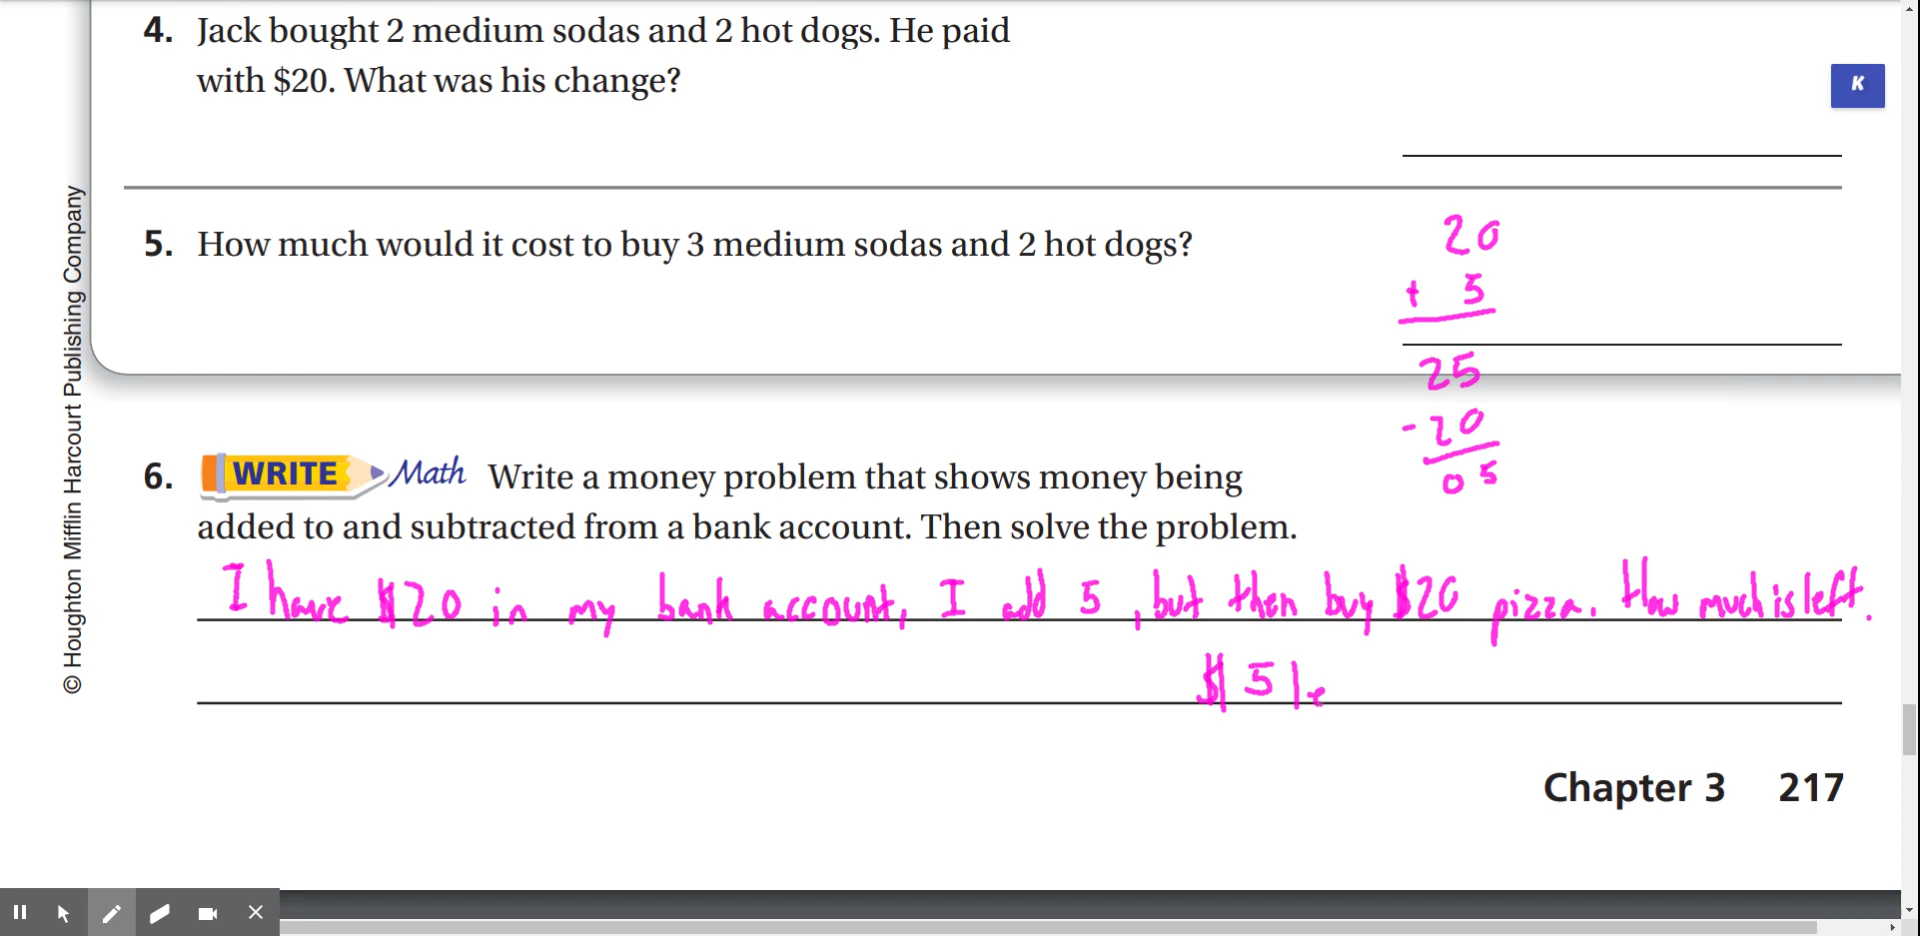 4. Jack bought 2 medium sodas and 2 hot dogs. He paid
with $20. What was his change?
K
5. How much would it cost to buy 3 medium sodas and 2 hot dogs?
20
+ 5
25
- 20
05
6. WRITE Math Write a money problem that shows money being
added to and subtracted from a bank account. Then solve the problem.
I have $20 in my bank account, I add 5, but then buy $20 pizza. How much is left.
$5 le
© Houghton Mifflin Harcourt Publishing Company
Chapter 3 217